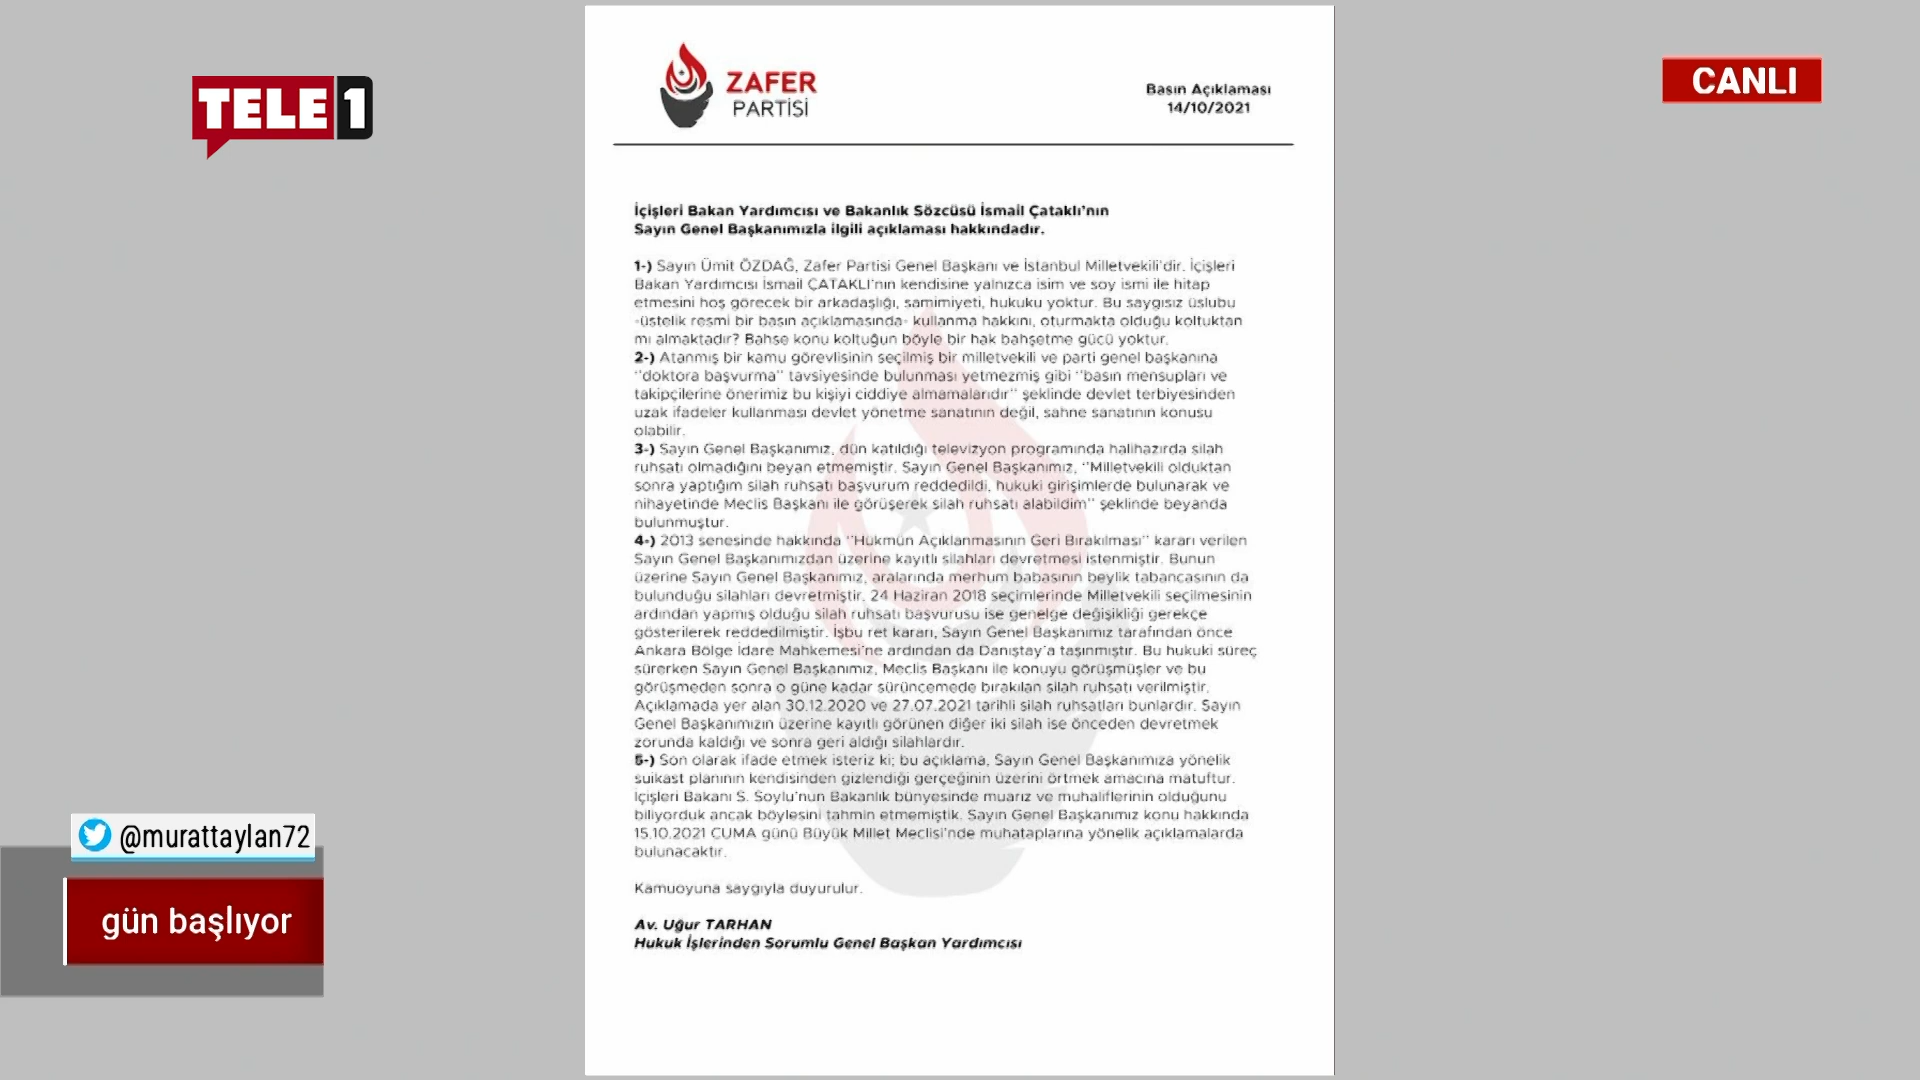 TELE 1
CANLI
ZAFER
PARTİSİ
Basın Açıklaması
14/10/2021
İçişleri Bakan Yardımcısı ve Bakanlık Sözcüsü İsmail Çataklı'nın
Sayın Genel Başkanımızla ilgili açıklaması hakkındadır.
1-) Sayın Ümit ÖZDAĞ, Zafer Partisi Genel Başkanı ve İstanbul Milletvekili'dir. İçişleri
Bakan Yardımcısı İsmail ÇATAKLI'nın kendisine yalnızca isim ve soy ismi ile hitap
etmesini hoş görecek bir arkadaşlığı, samimiyeti, hukuku yoktur. Bu saygısız üslubu
-üstelik resmi bir basın açıklamasında- kullanma hakkını, oturmakta olduğu koltuktan
mı almaktadır? Bahse konu koltuğun böyle bir hak bahşetme gücü yoktur.
2-) Atanmış bir kamu görevlisinin seçilmiş bir milletvekili ve parti genel başkanına
''doktora başvurma'' tavsiyesinde bulunması yetmezmiş gibi ''basın mensupları ve
takipçilerine önerimiz bu kişiyi ciddiye almamalarıdır'' şeklinde devlet terbiyesinden
uzak ifadeler kullanması devlet yönetme sanatının değil, sahne sanatının konusu
olabilir.
3-) Sayın Genel Başkanımız, dün katıldığı televizyon programında halihazırda silah
ruhsatı olmadığını beyan etmemiştir. Sayın Genel Başkanımız, ''Milletvekili olduktan
sonra yaptığım silah ruhsatı başvurum reddedildi, hukuki girişimlerde bulunarak ve
nihayetinde Meclis Başkanı ile görüşerek silah ruhsatı alabildim'' şeklinde beyanda
bulunmuştur.
4-) 2013 senesinde hakkında ''Hükmün Açıklanmasının Geri Bırakılması'' kararı verilen
Sayın Genel Başkanımızdan üzerine kayıtlı silahları devretmesi istenmiştir. Bunun
üzerine Sayın Genel Başkanımız, aralarında merhum babasının beylik tabancasının da
bulunduğu silahları devretmiştir. 24 Haziran 2018 seçimlerinde Milletvekili seçilmesinin
ardından yapmış olduğu silah ruhsatı başvurusu ise genelge değişikliği gerekçe
gösterilerek reddedilmiştir. İşbu ret kararı, Sayın Genel Başkanımız tarafından önce
Ankara Bölge İdare Mahkemesi'ne ardından da Danıştay'a taşınmıştır. Bu hukuki süreç
sürerken Sayın Genel Başkanımız, Meclis Başkanı ile konuyu görüşmüşler ve bu
görüşmeden sonra o güne kadar sürüncemede bırakılan silah ruhsatı verilmiştir.
Açıklamada yer alan 30.12.2020 ve 27.07.2021 tarihli silah ruhsatları bunlardır. Sayın
Genel Başkanımızın üzerine kayıtlı görünen diğer iki silah ise önceden devretmek
zorunda kaldığı ve sonra geri aldığı silahlardır.
5-) Son olarak ifade etmek isteriz ki; bu açıklama, Sayın Genel Başkanımıza yönelik
suikast planının kendisinden gizlendiği gerçeğinin üzerini örtmek amacına matuftur.
İçişleri Bakanı S. Soylu'nun Bakanlık bünyesinde muarız ve muhaliflerinin olduğunu
biliyorduk ancak böylesini tahmin etmemiştik. Sayın Genel Başkanımız konu hakkında
15.10.2021 CUMA günü Büyük Millet Meclisi'nde muhataplarına yönelik açıklamalarda
bulunacaktır.
Kamuoyuna saygıyla duyurulur.
Av. Uğur TARHAN
Hukuk İşlerinden Sorumlu Genel Başkan Yardımcısı
@murattaylan72
gün başlıyor